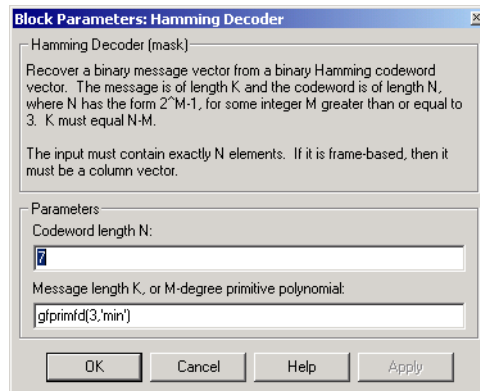 Block Parameters: Hamming Decoder
Hamming Decoder (mask)
Recover a binary message vector from a binary Hamming codeword
vector.  The message is of length K and the codeword is of length N,
where N has the form 2^M-1, for some integer M greater than or equal to
3.  K must equal N-M.
The input must contain exactly N elements.  If it is frame-based, then it
must be a column vector.
Parameters
Codeword length N:
7
Message length K, or M-degree primitive polynomial:
gfprimfd(3,'min')
OK Cancel Help Apply